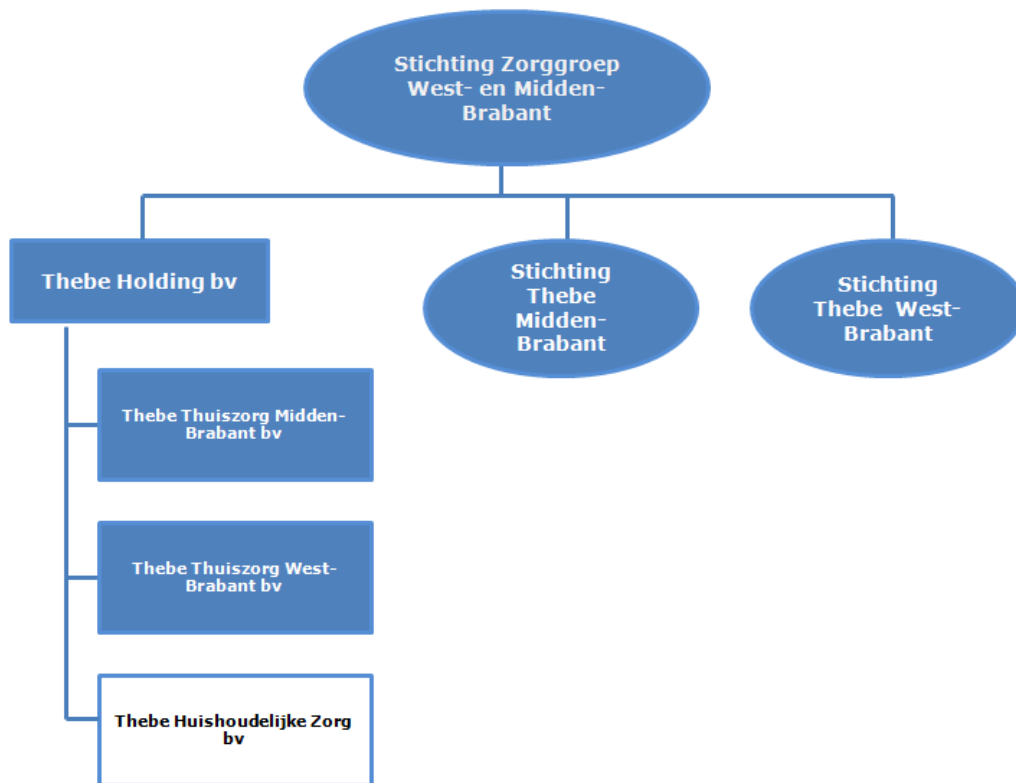 Stichting Zorggroep
West- en Midden-
Brabant
Thebe Holding bv
Stichting
Thebe
Midden-
Brabant
Stichting
Thebe West-
Brabant
Thebe Thuiszorg Midden-
Brabant bv
Thebe Thuiszorg West-
Brabant bv
Thebe Huishoudelijke Zorg
bv